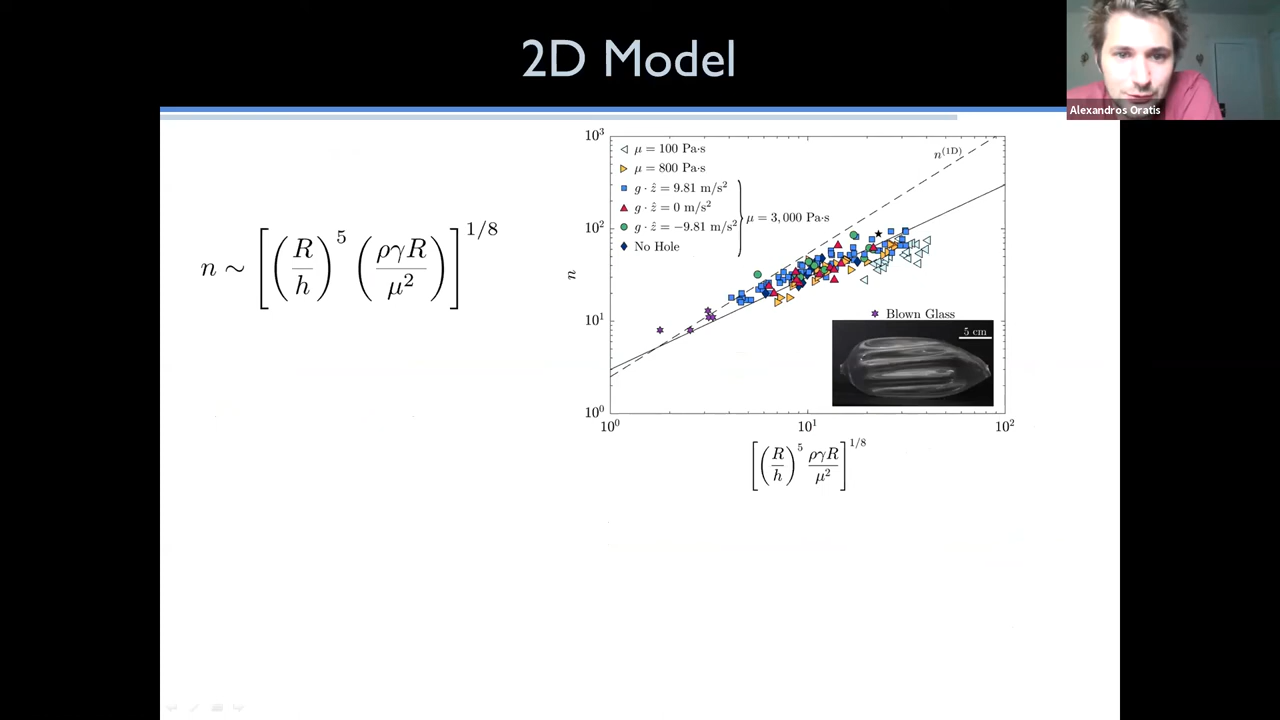 2D Model
Alexandros Oratis
n ∼ [(R/h)^5 (ργR/μ²)]^1/8
10³
10²
10¹
10⁰
n
μ = 100 Pa·s
μ = 800 Pa·s
g · ẑ = 9.81 m/s²
g · ẑ = 0 m/s²
g · ẑ = −9.81 m/s²
No Hole
μ = 3,000 Pa·s
n^(1D)
Blown Glass
5 cm
10⁰ 10¹ 10²
[(R/h)^5 ργR/μ²]^1/8